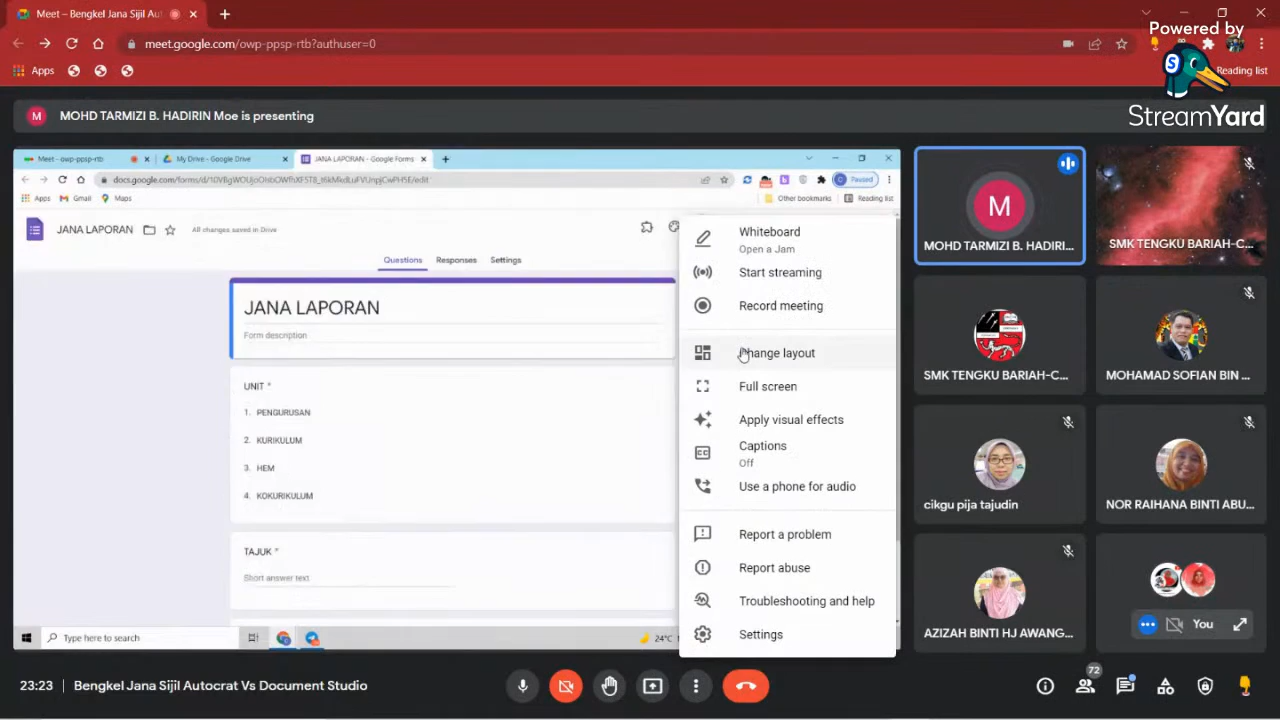 Meet – Bengkel Jana Sijil Aut
meet.google.com/owp-ppsp-rtb?authuser=0
Apps
Reading list
Powered by
StreamYard
M
MOHD TARMIZI B. HADIRIN Moe is presenting
Meet - owp-ppsp-rtb
My Drive - Google Drive
JANA LAPORAN - Google Forms
Paused
Apps
Gmail
Maps
Other bookmarks
Reading list
JANA LAPORAN
All changes saved in Drive
Questions
Responses
Settings
JANA LAPORAN
Form description
UNIT *
1. PENGURUSAN
2. KURIKULUM
3. HEM
4. KOKURIKULUM
TAJUK *
Short answer text
Type here to search
24°C
Whiteboard
Open a Jam
Start streaming
Record meeting
Change layout
Full screen
Apply visual effects
Captions
Off
Use a phone for audio
Report a problem
Report abuse
Troubleshooting and help
Settings
M
MOHD TARMIZI B. HADIRI...
SMK TENGKU BARIAH-C...
SMK TENGKU BARIAH-C...
MOHAMAD SOFIAN BIN ...
cikgu pija tajudin
NOR RAIHANA BINTI ABU...
AZIZAH BINTI HJ AWANG...
You
23:23 | Bengkel Jana Sijil Autocrat Vs Document Studio
72